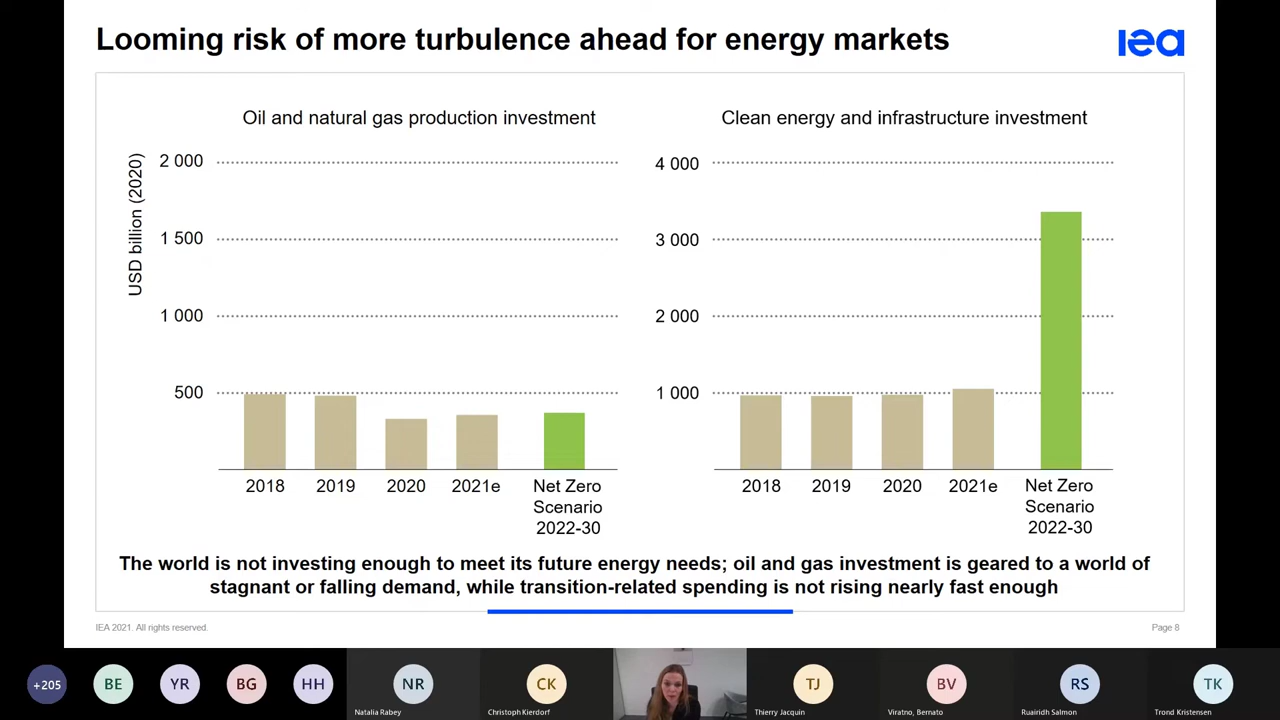 Looming risk of more turbulence ahead for energy markets
iea
Oil and natural gas production investment
USD billion (2020)
2 000
1 500
1 000
500
2018
2019
2020
2021e
Net Zero
Scenario
2022-30
Clean energy and infrastructure investment
4 000
3 000
2 000
1 000
2018
2019
2020
2021e
Net Zero
Scenario
2022-30
The world is not investing enough to meet its future energy needs; oil and gas investment is geared to a world of
stagnant or falling demand, while transition-related spending is not rising nearly fast enough
IEA 2021. All rights reserved.
Page 8
+205
BE
YR
BG
HH
NR
Natalia Rabey
CK
Christoph Kierdorf
TJ
Thierry Jacquin
BV
Viratno, Bernato
RS
Ruairidh Salmon
TK
Trond Kristensen